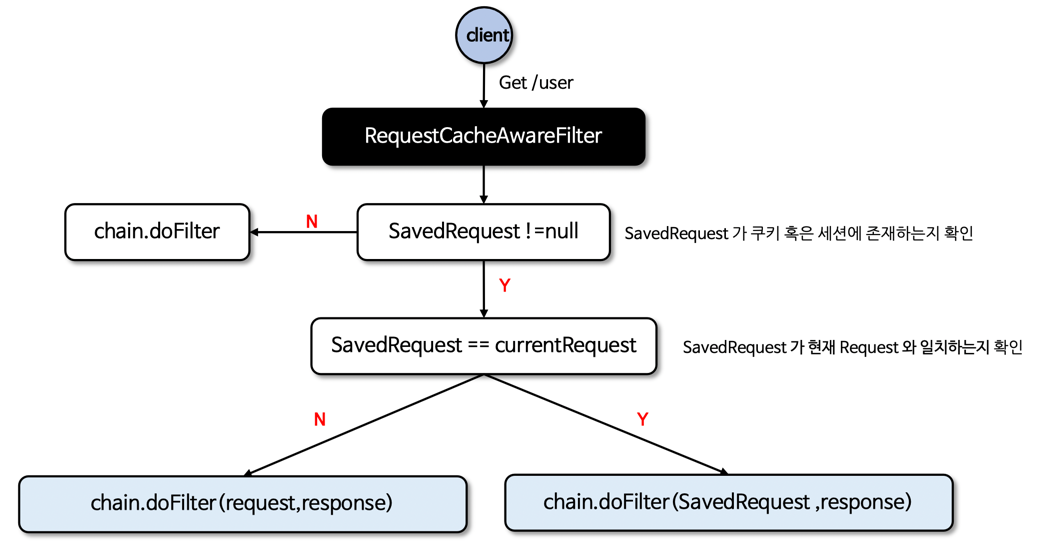 client
Get /user
RequestCacheAwareFilter
chain.doFilter
N
SavedRequest !=null
SavedRequest 가 쿠키 혹은 세션에 존재하는지 확인
Y
SavedRequest == currentRequest
SavedRequest 가 현재 Request 와 일치하는지 확인
N
Y
chain.doFilter(request,response)
chain.doFilter(SavedRequest ,response)